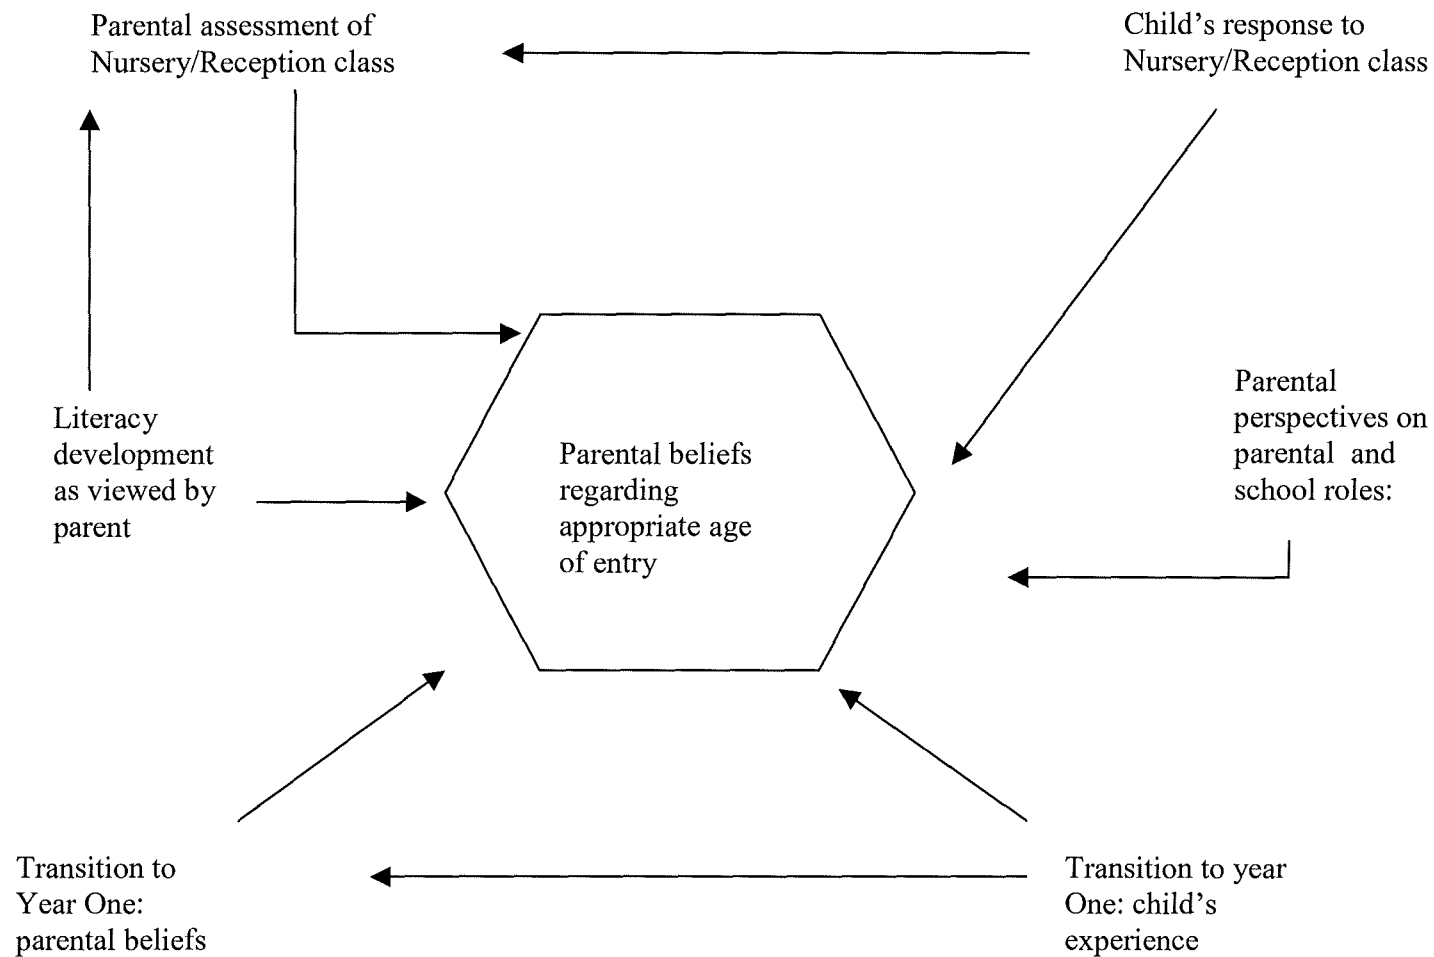 Parental assessment of
Nursery/Reception class
Child's response to
Nursery/Reception class
Parental
perspectives on
parental and
school roles:
Literacy
development
as viewed by
parent
Parental beliefs
regarding
appropriate age
of entry
Transition to
Year One:
parental beliefs
Transition to year
One: child's
experience